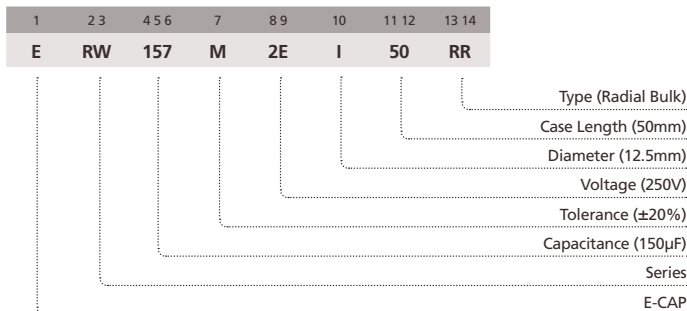 1 2 3 4 5 6 7 8 9 10 11 12 13 14
E RW 157 M 2E I 50 RR
Type (Radial Bulk)
Case Length (50mm)
Diameter (12.5mm)
Voltage (250V)
Tolerance (±20%)
Capacitance (150µF)
Series
E-CAP